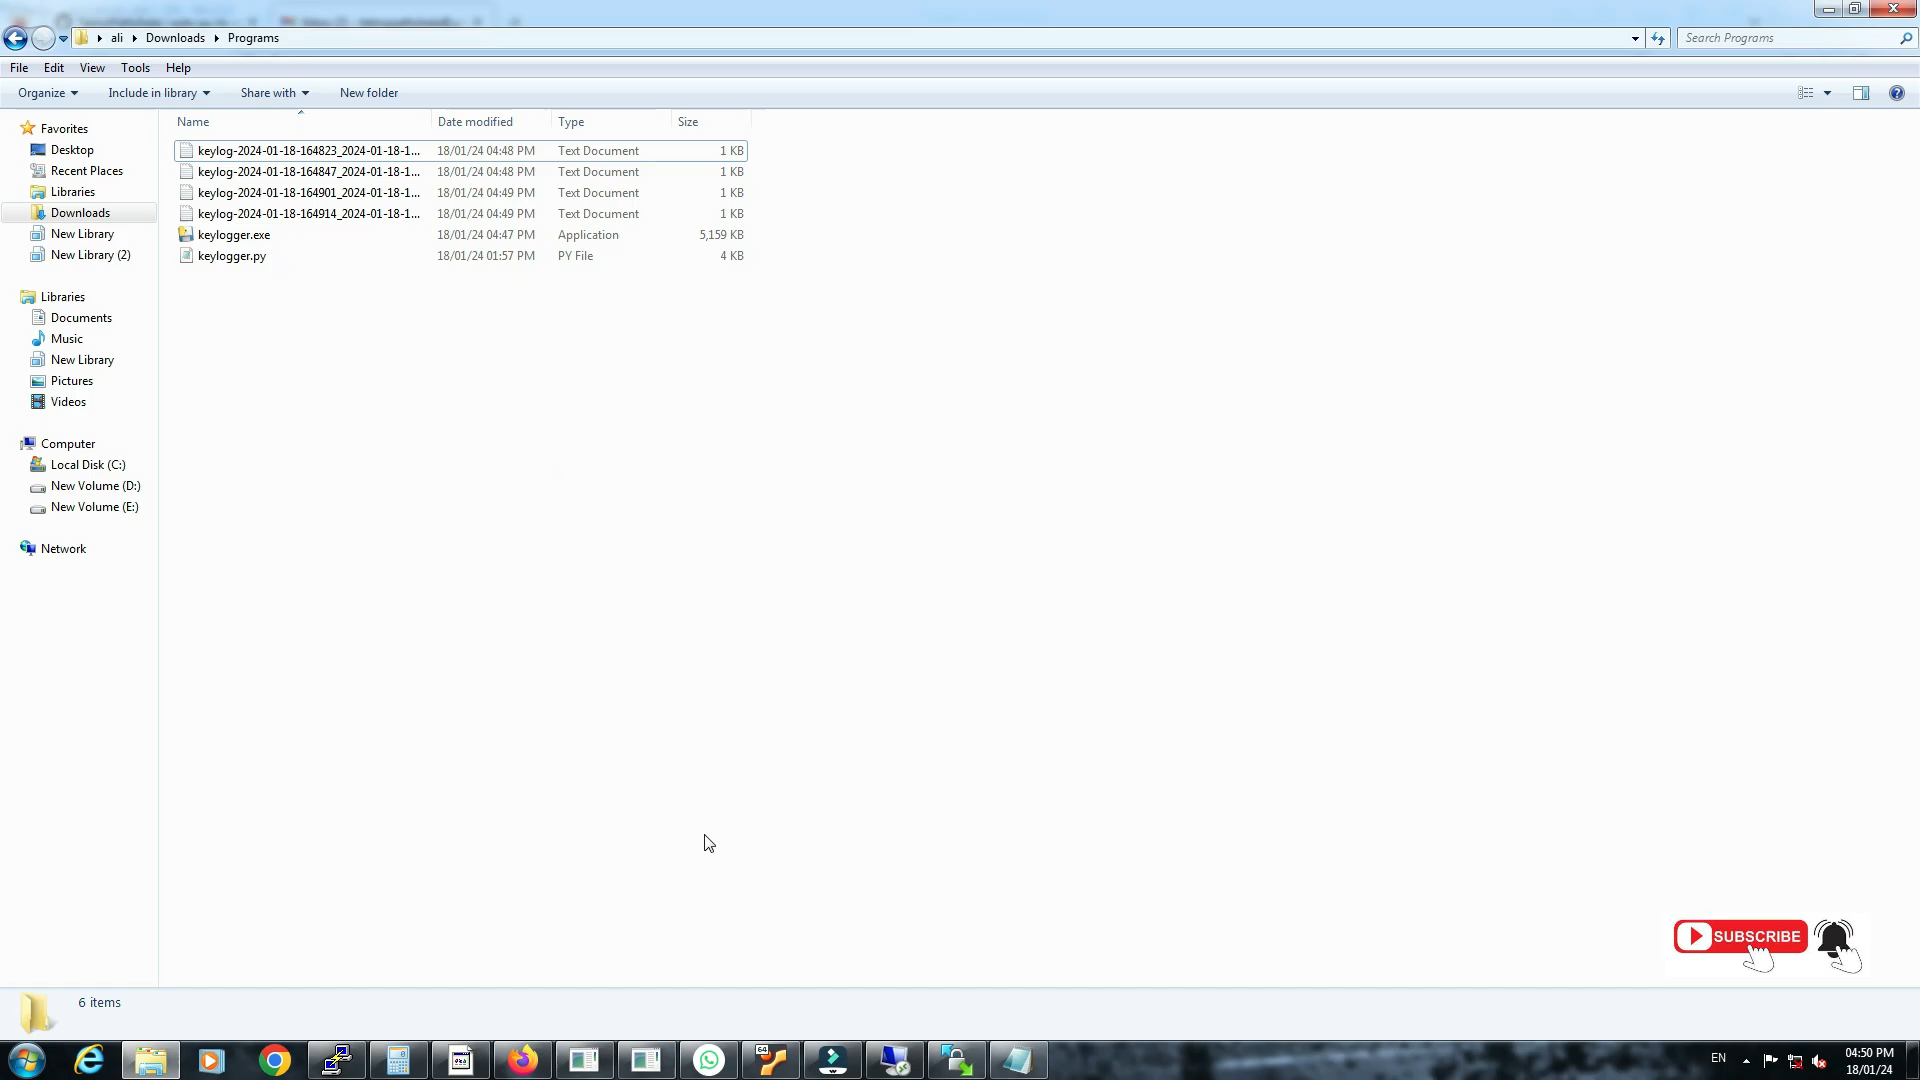 ali Downloads Programs
Search Programs
File Edit View Tools Help
Organize Include in library Share with New folder
Name Date modified Type Size
Favorites
Desktop
Recent Places
Libraries
Downloads
New Library
New Library (2)
Libraries
Documents
Music
New Library
Pictures
Videos
Computer
Local Disk (C:)
New Volume (D:)
New Volume (E:)
Network
keylog-2024-01-18-164823_2024-01-18-1... 18/01/24 04:48 PM Text Document 1 KB
keylog-2024-01-18-164847_2024-01-18-1... 18/01/24 04:48 PM Text Document 1 KB
keylog-2024-01-18-164901_2024-01-18-1... 18/01/24 04:49 PM Text Document 1 KB
keylog-2024-01-18-164914_2024-01-18-1... 18/01/24 04:49 PM Text Document 1 KB
keylogger.exe 18/01/24 04:47 PM Application 5,159 KB
keylogger.py 18/01/24 01:57 PM PY File 4 KB
SUBSCRIBE
6 items
64
EN
04:50 PM
18/01/24